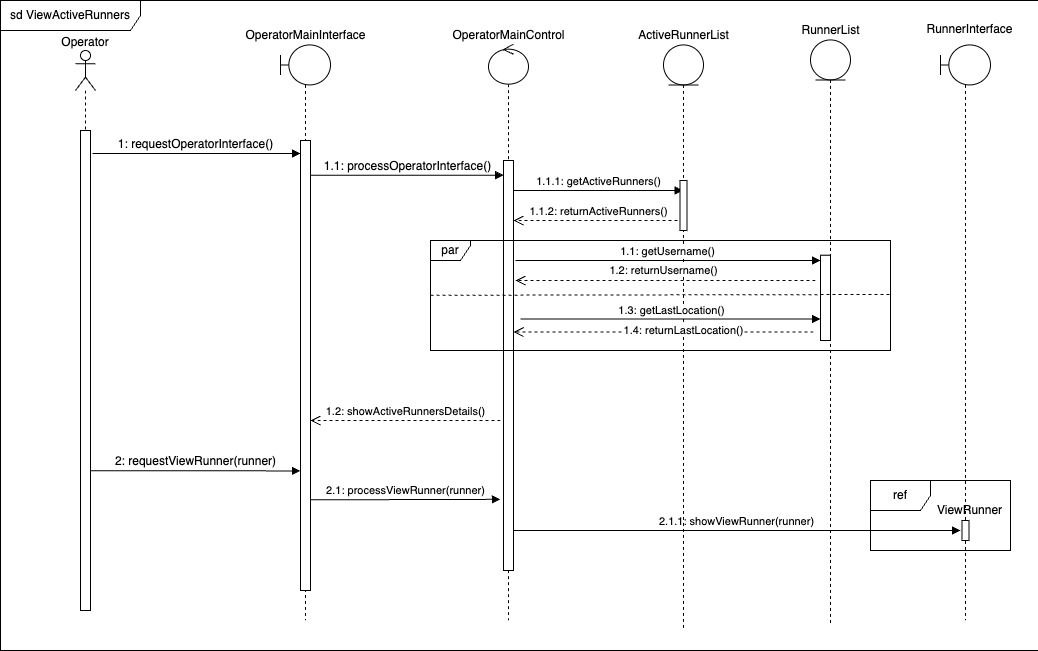 sd ViewActiveRunners
Operator
OperatorMainInterface
OperatorMainControl
ActiveRunnerList
RunnerList
RunnerInterface
1: requestOperatorInterface()
1.1: processOperatorInterface()
1.1.1: getActiveRunners()
1.1.2: returnActiveRunners()
par
1.1: getUsername()
1.2: returnUsername()
1.3: getLastLocation()
1.4: returnLastLocation()
1.2: showActiveRunnersDetails()
2: requestViewRunner(runner)
2.1: processViewRunner(runner)
ref
ViewRunner
2.1.1: showViewRunner(runner)